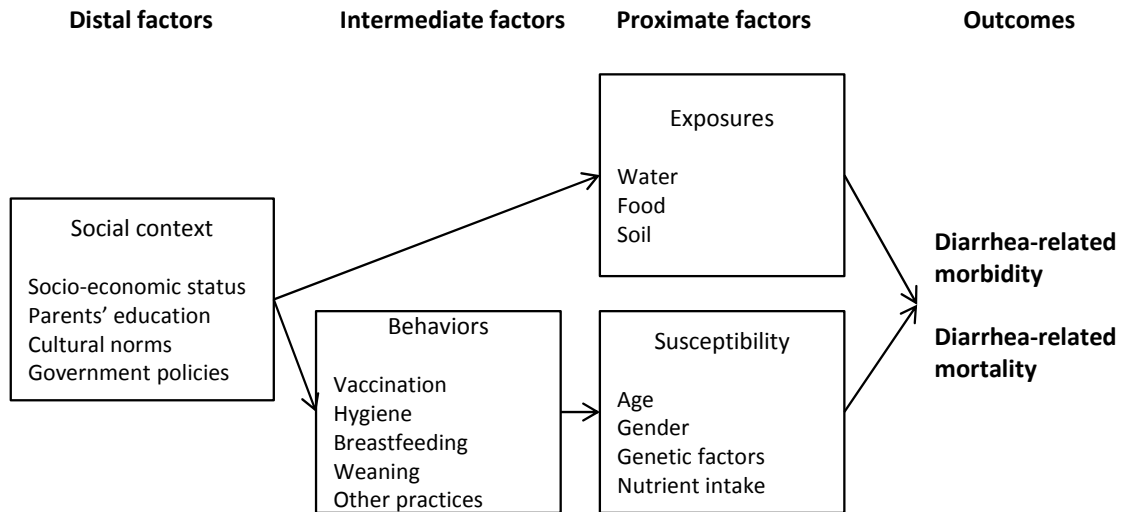 Distal factors
Intermediate factors
Proximate factors
Outcomes
Social context
Socio-economic status
Parents’ education
Cultural norms
Government policies
Behaviors
Vaccination
Hygiene
Breastfeeding
Weaning
Other practices
Exposures
Water
Food
Soil
Susceptibility
Age
Gender
Genetic factors
Nutrient intake
Diarrhea-related
morbidity
Diarrhea-related
mortality